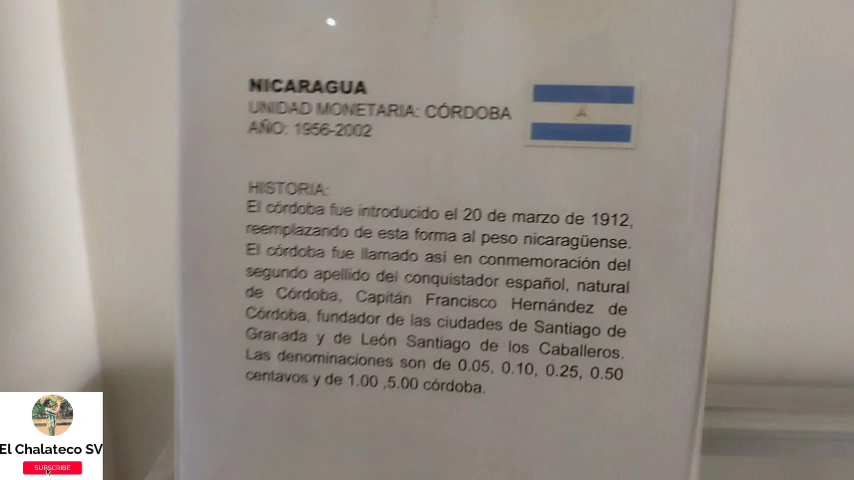 NICARAGUA
UNIDAD MONETARIA: CÓRDOBA
AÑO: 1956-2002
HISTORIA:
El córdoba fue introducido el 20 de marzo de 1912,
reemplazando de esta forma al peso nicaragüense.
El córdoba fue llamado así en conmemoración del
segundo apellido del conquistador español, natural
de Córdoba, Capitán Francisco Hernández de
Córdoba, fundador de las ciudades de Santiago de
Granada y de León Santiago de los Caballeros.
Las denominaciones son de 0.05, 0.10, 0.25, 0.50
centavos y de 1.00 ,5.00 córdoba.
El Chalateco SV
SUBSCRIBE